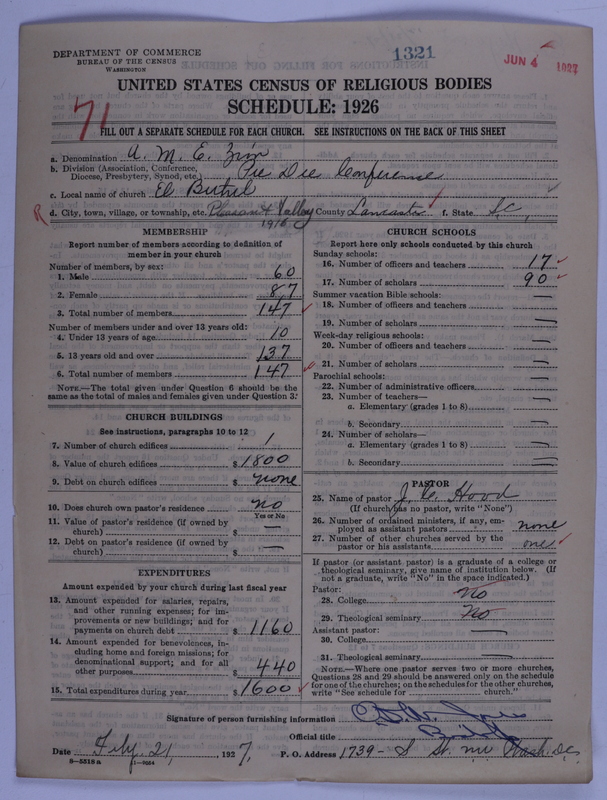 DEPARTMENT OF COMMERCE
BUREAU OF THE CENSUS
WASHINGTON
1321
JUN 4 1927
UNITED STATES CENSUS OF RELIGIOUS BODIES
SCHEDULE: 1926
71
FILL OUT A SEPARATE SCHEDULE FOR EACH CHURCH. SEE INSTRUCTIONS ON THE BACK OF THIS SHEET
a. Denomination A. M. E. Zion
b. Division (Association, Conference, Diocese, Presbytery, Synod, etc.) Pee Dee Conference
c. Local name of church El Bethel
R d. City, town, village, or township, etc. Pleasant Valley County Lancaster f. State S.C.
1916
MEMBERSHIP
Report number of members according to definition of
member in your church
Number of members, by sex:
1. Male 60
2. Female 87
3. Total number of members 147
Number of members under and over 13 years old:
4. Under 13 years of age 10
5. 13 years old and over 137
6. Total number of members 147
NOTE.—The total given under Question 6 should be the
same as the total of males and females given under Question 3.
CHURCH BUILDINGS
See instructions, paragraphs 10 to 12
7. Number of church edifices 1
8. Value of church edifices $ 1800
9. Debt on church edifices $ none
10. Does church own pastor's residence no
Yes or No
11. Value of pastor's residence (if owned by
church) $ —
12. Debt on pastor's residence (if owned by
church) $ —
EXPENDITURES
Amount expended by your church during last fiscal year
13. Amount expended for salaries, repairs,
and other running expenses; for im-
provements or new buildings; and for
payments on church debt $ 1160
14. Amount expended for benevolences, in-
cluding home and foreign missions; for
denominational support; and for all
other purposes $ 440
15. Total expenditures during year $ 1600
CHURCH SCHOOLS
Report here only schools conducted by this church
Sunday schools:
16. Number of officers and teachers 17
17. Number of scholars 90
Summer vacation Bible schools:
18. Number of officers and teachers —
19. Number of scholars —
Week-day religious schools:
20. Number of officers and teachers —
21. Number of scholars —
Parochial schools:
22. Number of administrative officers —
23. Number of teachers—
a. Elementary (grades 1 to 8) —
b. Secondary —
24. Number of scholars—
a. Elementary (grades 1 to 8) —
b. Secondary —
PASTOR
25. Name of pastor Hood
(If church has no pastor, write "None")
26. Number of ordained ministers, if any, em-
ployed as assistant pastors none
27. Number of other churches served by the
pastor or his assistants one
If pastor (or assistant pastor) is a graduate of a college or
theological seminary, give name of institution below. (If
not a graduate, write "No" in the space indicated.)
Pastor:
28. College No
29. Theological seminary No
Assistant pastor:
30. College —
31. Theological seminary —
NOTE.—Where one pastor serves two or more churches,
Questions 28 and 29 should be answered only on the schedule
for one of the churches; on the schedules for the other churches,
write "See schedule for church."
Signature of person furnishing information
Official title
Date Feby 21, 1927, P. O. Address 1739 - S St. NW Wash. D.C.
8-5518 a